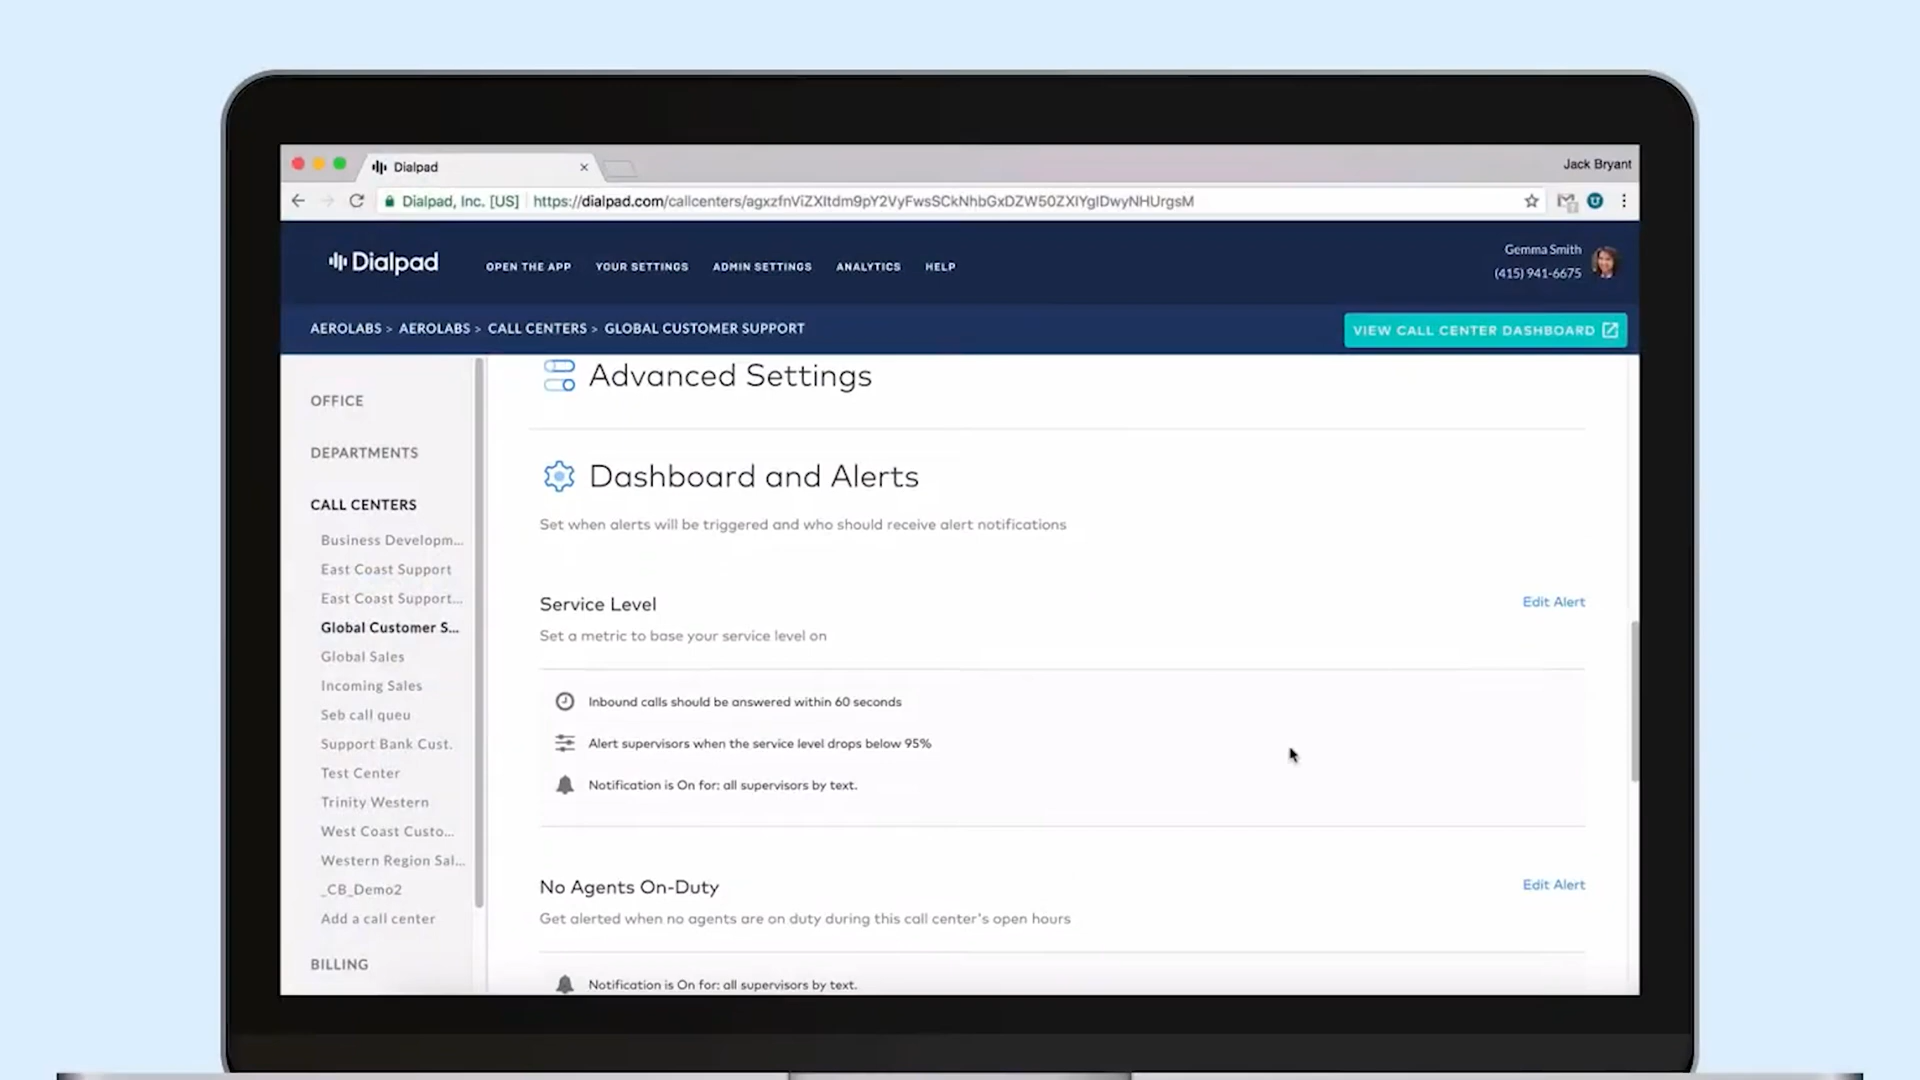 Dialpad
Jack Bryant
Dialpad, Inc. [US]
https://dialpad.com/callcenters/agxzfnViZXItdm9pY2VyFwsSCkNhbGxDZW50ZXIYgIDwyNHUrgsM
Dialpad
OPEN THE APP
YOUR SETTINGS
ADMIN SETTINGS
ANALYTICS
HELP
Gemma Smith
(415) 941-6675
AEROLABS > AEROLABS > CALL CENTERS > GLOBAL CUSTOMER SUPPORT
VIEW CALL CENTER DASHBOARD
OFFICE
DEPARTMENTS
CALL CENTERS
Business Developm...
East Coast Support
East Coast Support...
Global Customer S...
Global Sales
Incoming Sales
Seb call queu
Support Bank Cust.
Test Center
Trinity Western
West Coast Custo...
Western Region Sal...
_CB_Demo2
Add a call center
BILLING
Advanced Settings
Dashboard and Alerts
Set when alerts will be triggered and who should receive alert notifications
Service Level
Edit Alert
Set a metric to base your service level on
Inbound calls should be answered within 60 seconds
Alert supervisors when the service level drops below 95%
Notification is On for: all supervisors by text.
No Agents On-Duty
Edit Alert
Get alerted when no agents are on duty during this call center's open hours
Notification is On for: all supervisors by text.